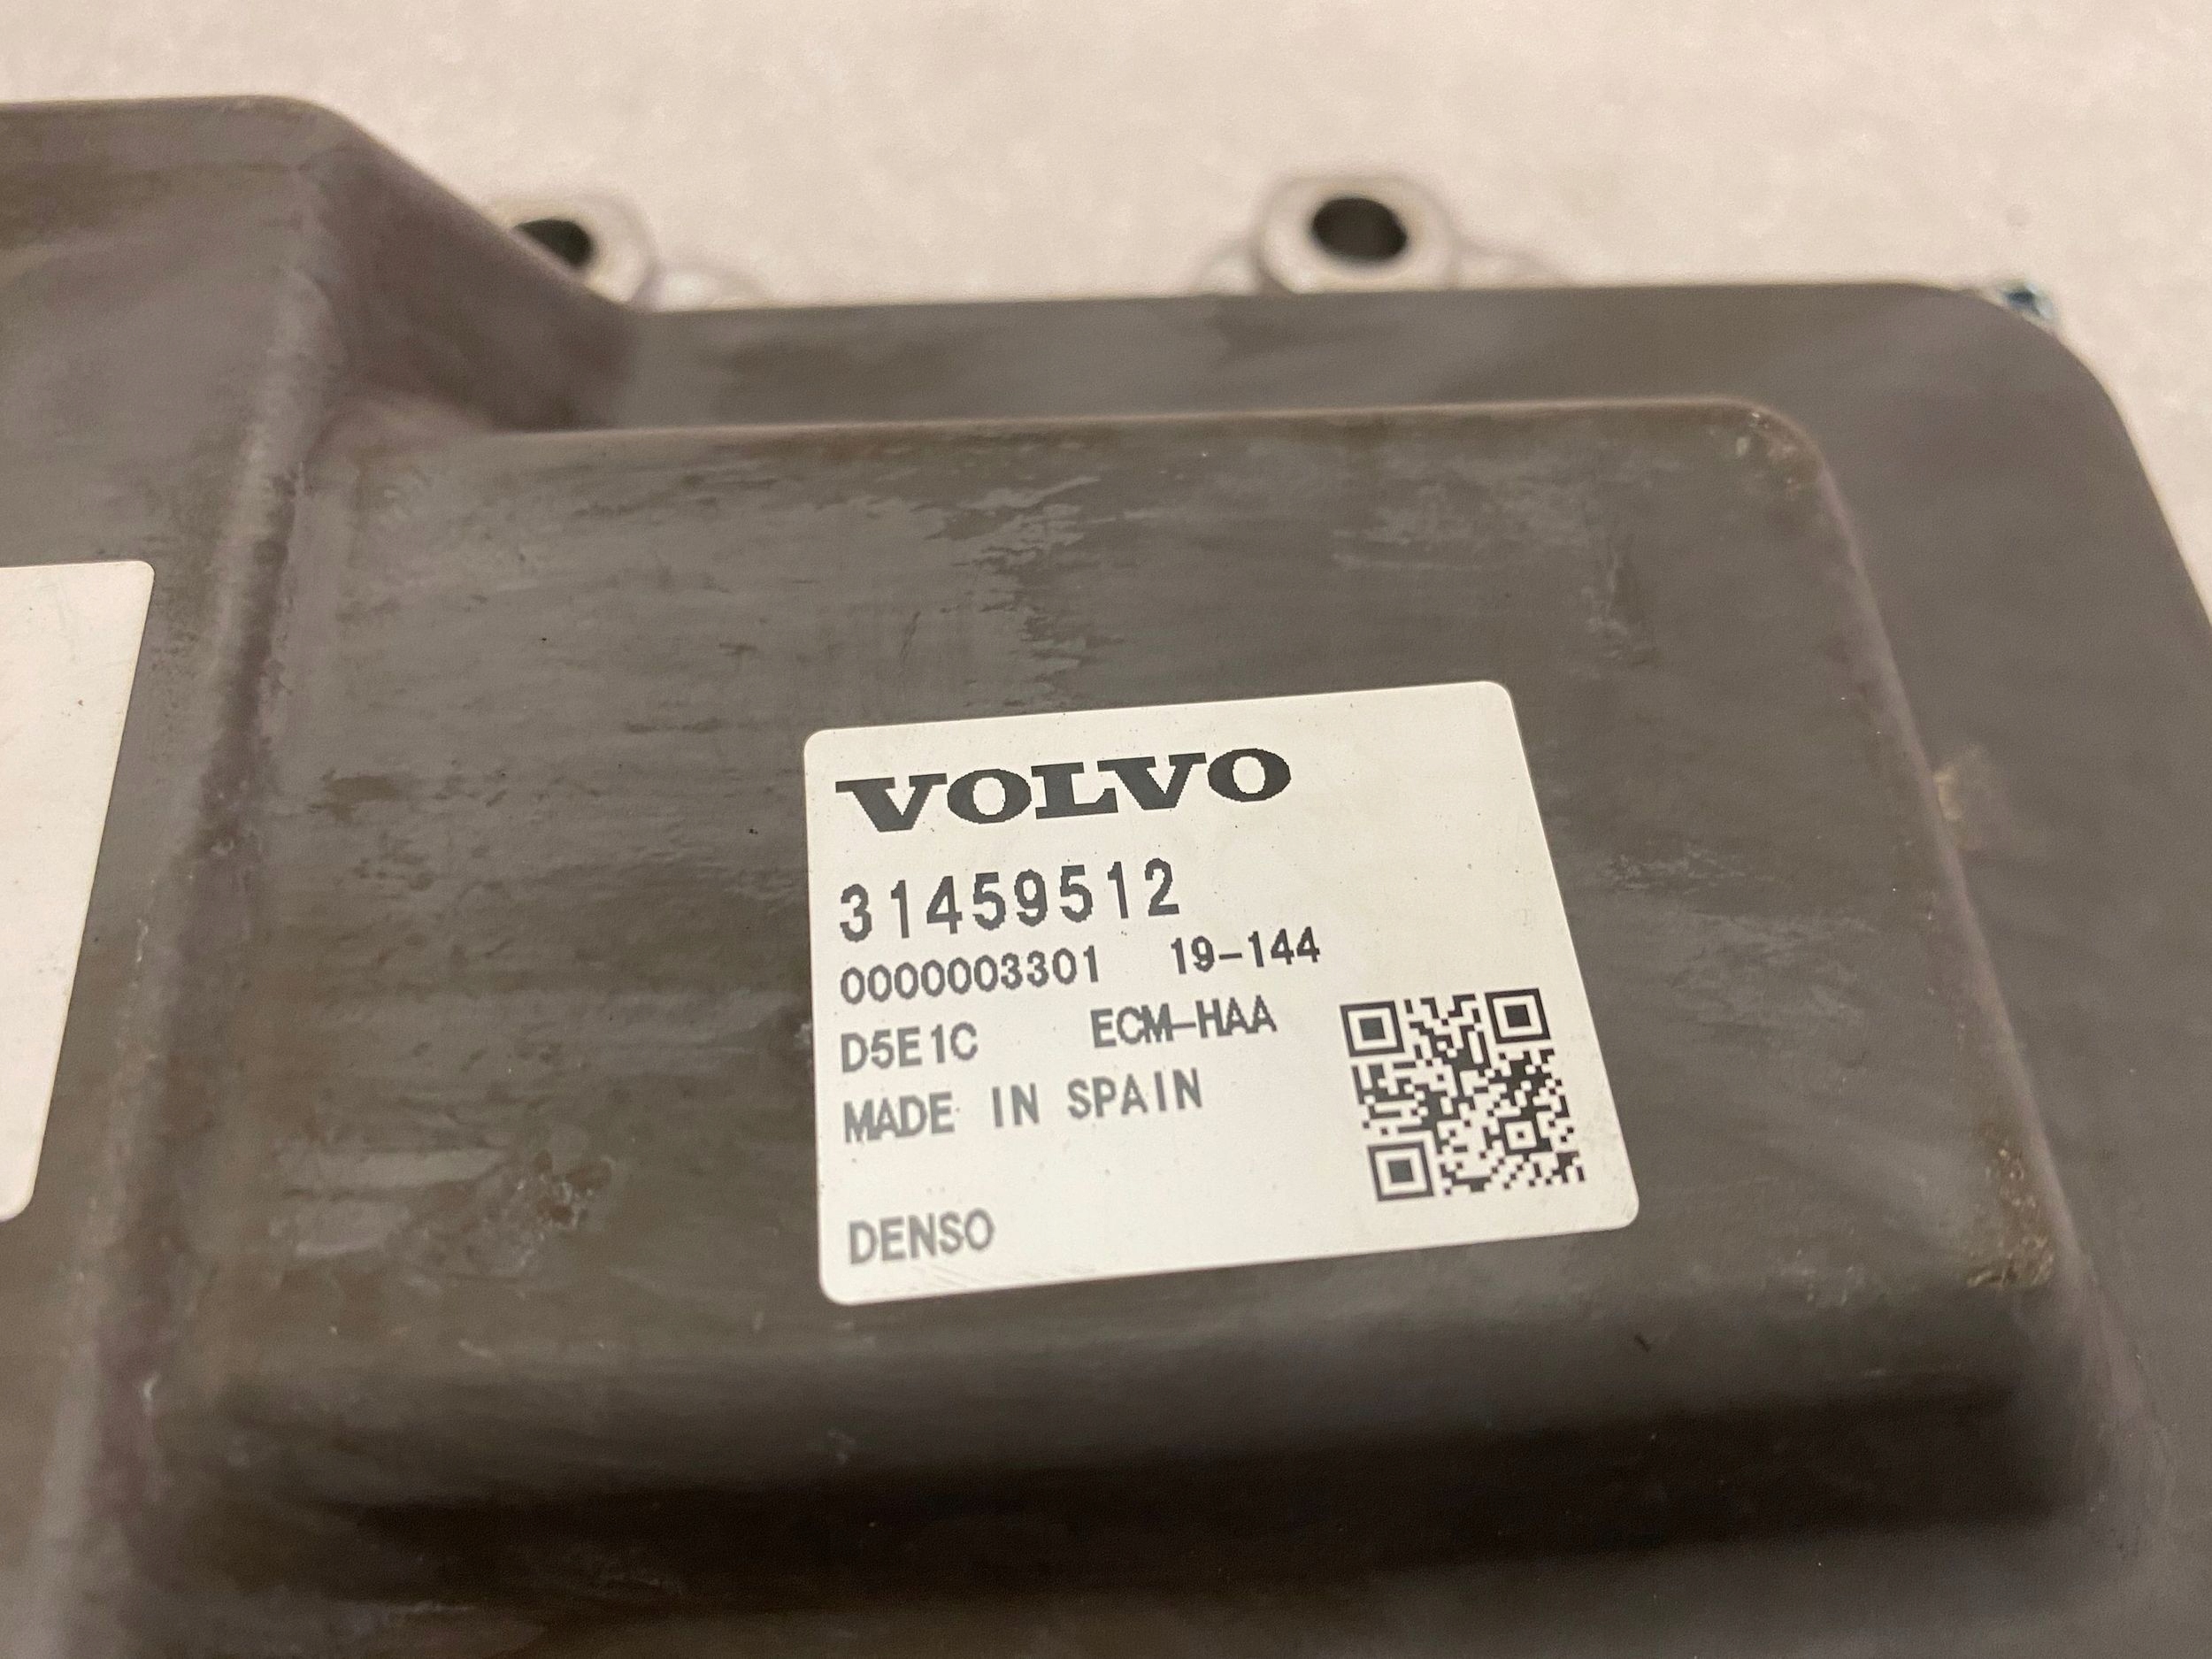 VOLVO
31459512
0000003301 19-144
D5E1C ECM-HAA
MADE IN SPAIN
DENSO